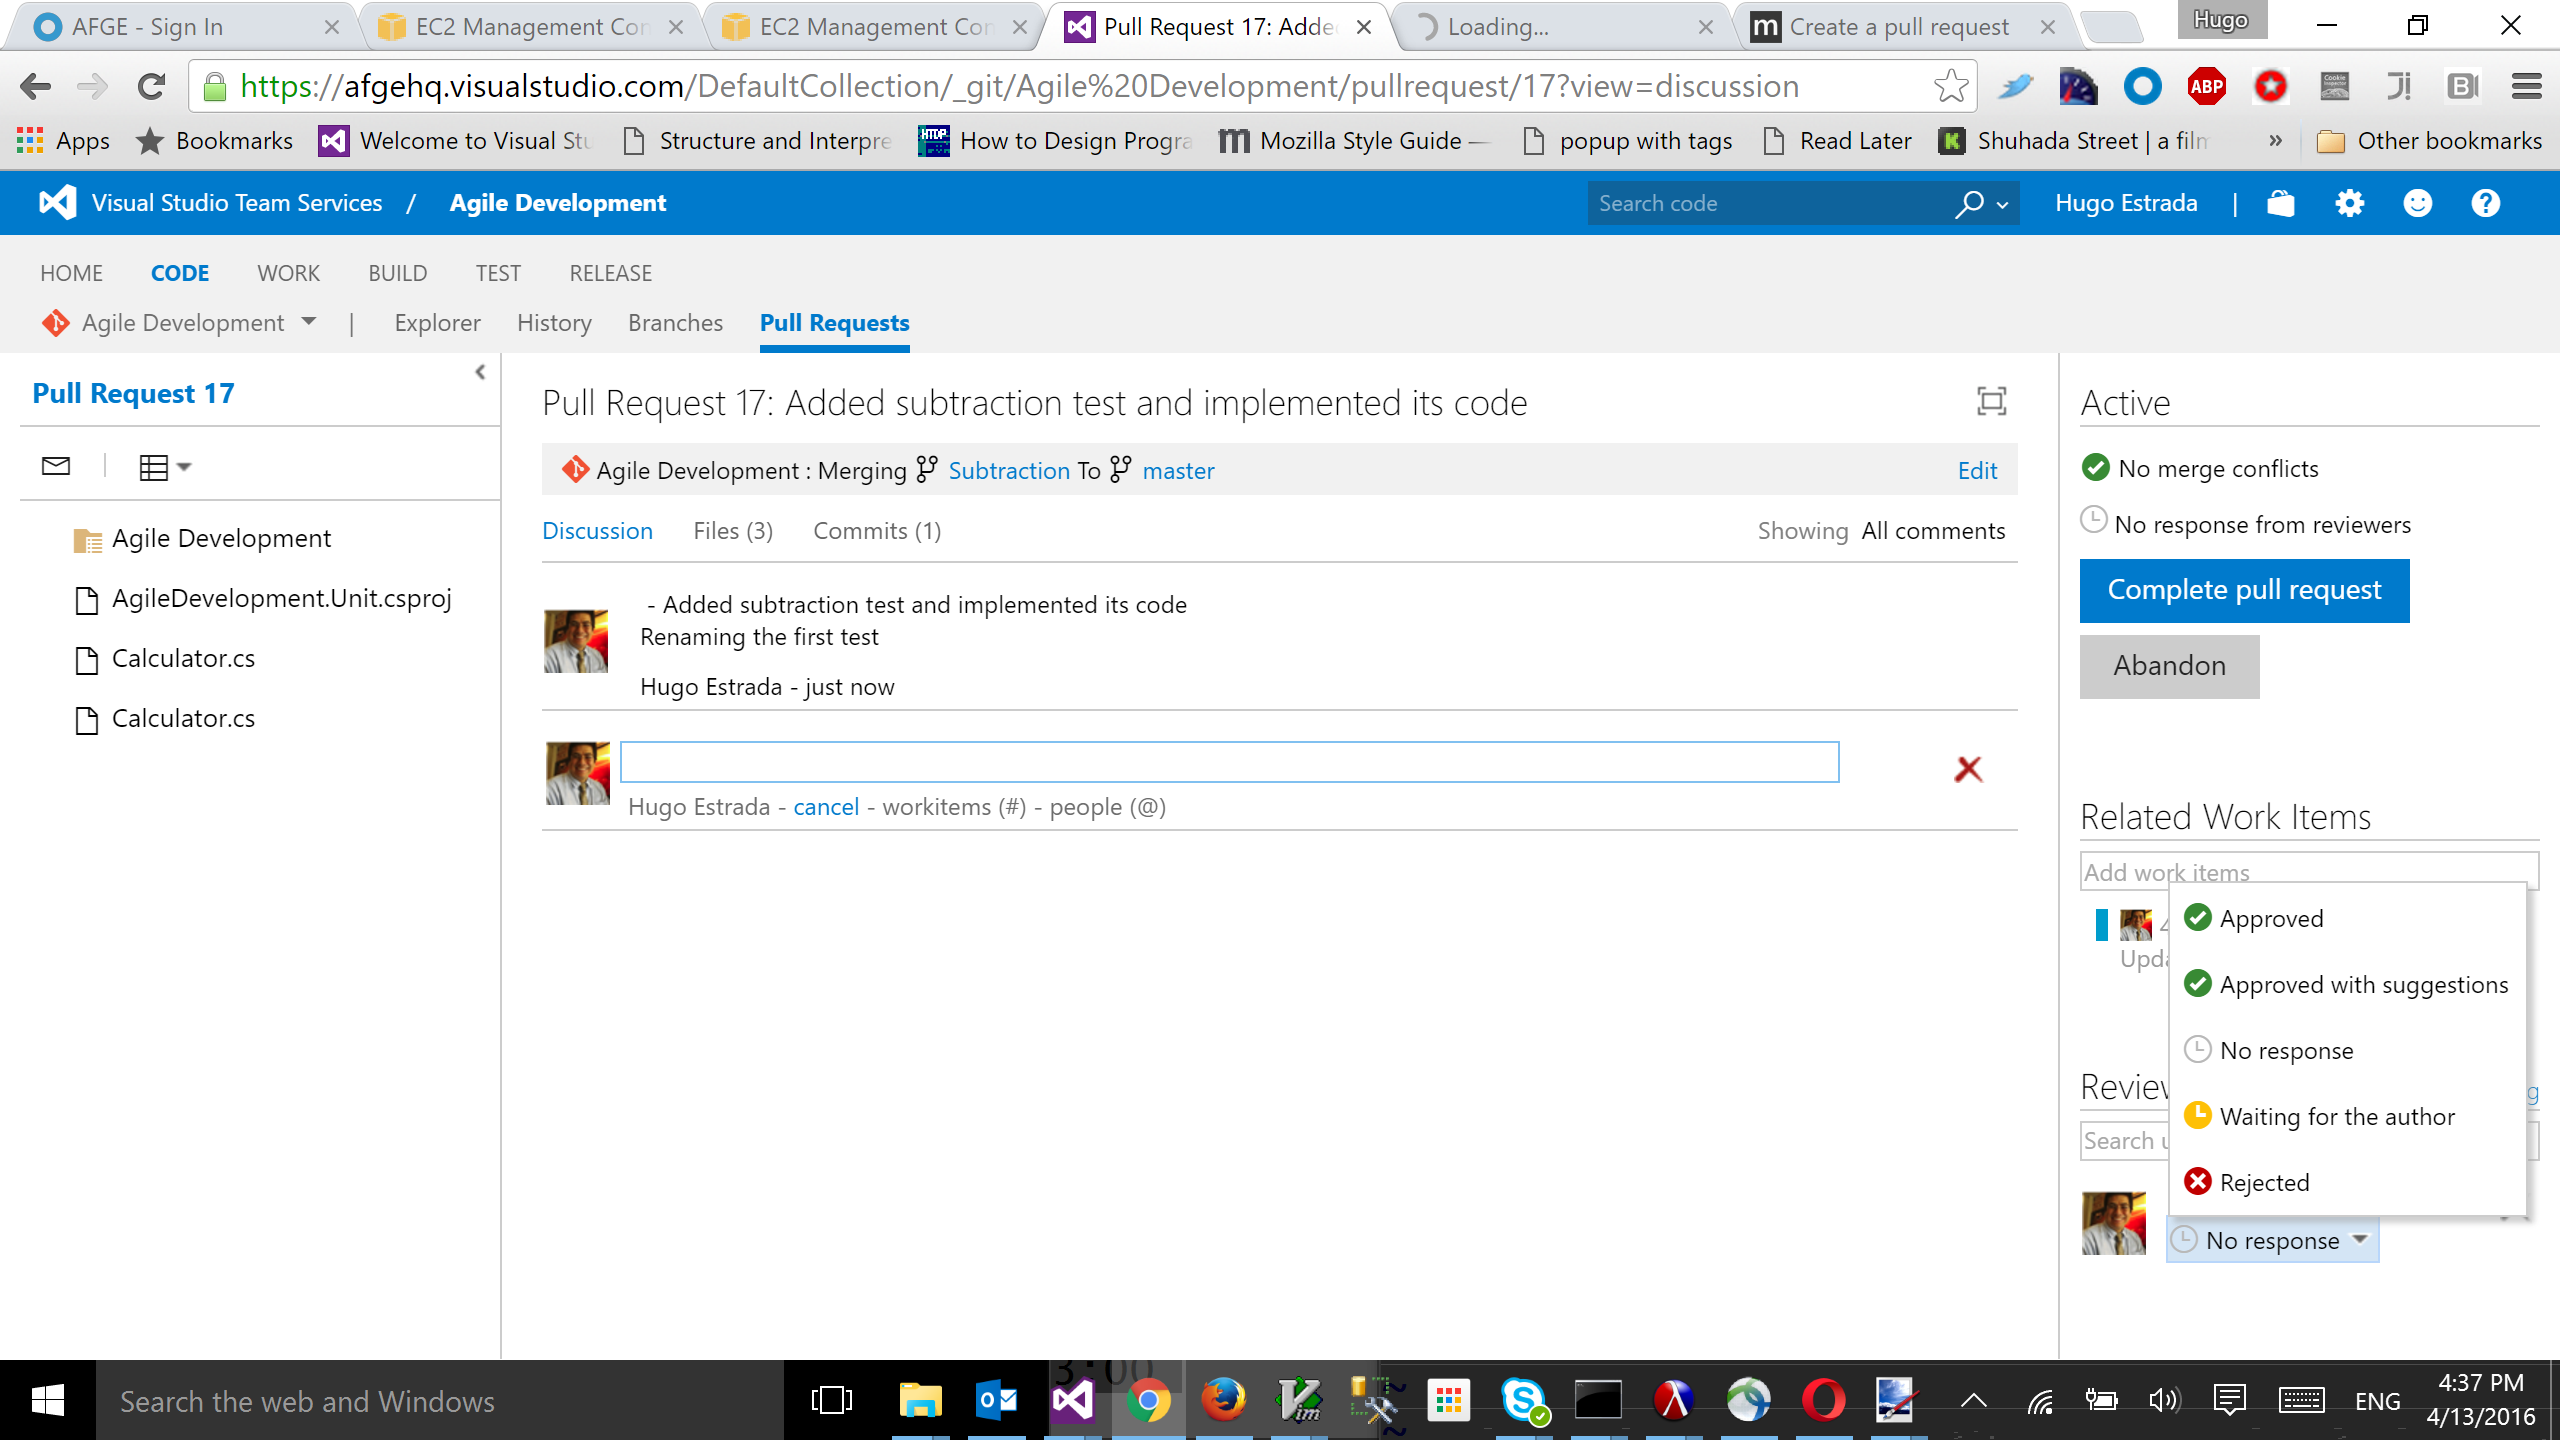 AFGE - Sign In
EC2 Management Con
EC2 Management Con
Pull Request 17: Adde
Loading...
m Create a pull request
Hugo
https://afgehq.visualstudio.com/DefaultCollection/_git/Agile%20Development/pullrequest/17?view=discussion
ABP
Apps
Bookmarks
Welcome to Visual Stu
Structure and Interpre
How to Design Progra
Mozilla Style Guide —
popup with tags
Read Later
Shuhada Street | a film
»
Other bookmarks
Visual Studio Team Services / Agile Development
Search code
Hugo Estrada |
HOME CODE WORK BUILD TEST RELEASE
Agile Development | Explorer History Branches Pull Requests
Pull Request 17
Agile Development
AgileDevelopment.Unit.csproj
Calculator.cs
Calculator.cs
Pull Request 17: Added subtraction test and implemented its code
Agile Development : Merging Subtraction To master
Edit
Discussion Files (3) Commits (1)
Showing All comments
- Added subtraction test and implemented its code
Renaming the first test
Hugo Estrada - just now
Hugo Estrada - cancel - workitems (#) - people (@)
Active
No merge conflicts
No response from reviewers
Complete pull request
Abandon
Related Work Items
Add work items
4
Upda
Approved
Approved with suggestions
No response
Waiting for the author
Rejected
Review
g
Search u
No response
Search the web and Windows
3:00
ENG
4:37 PM
4/13/2016